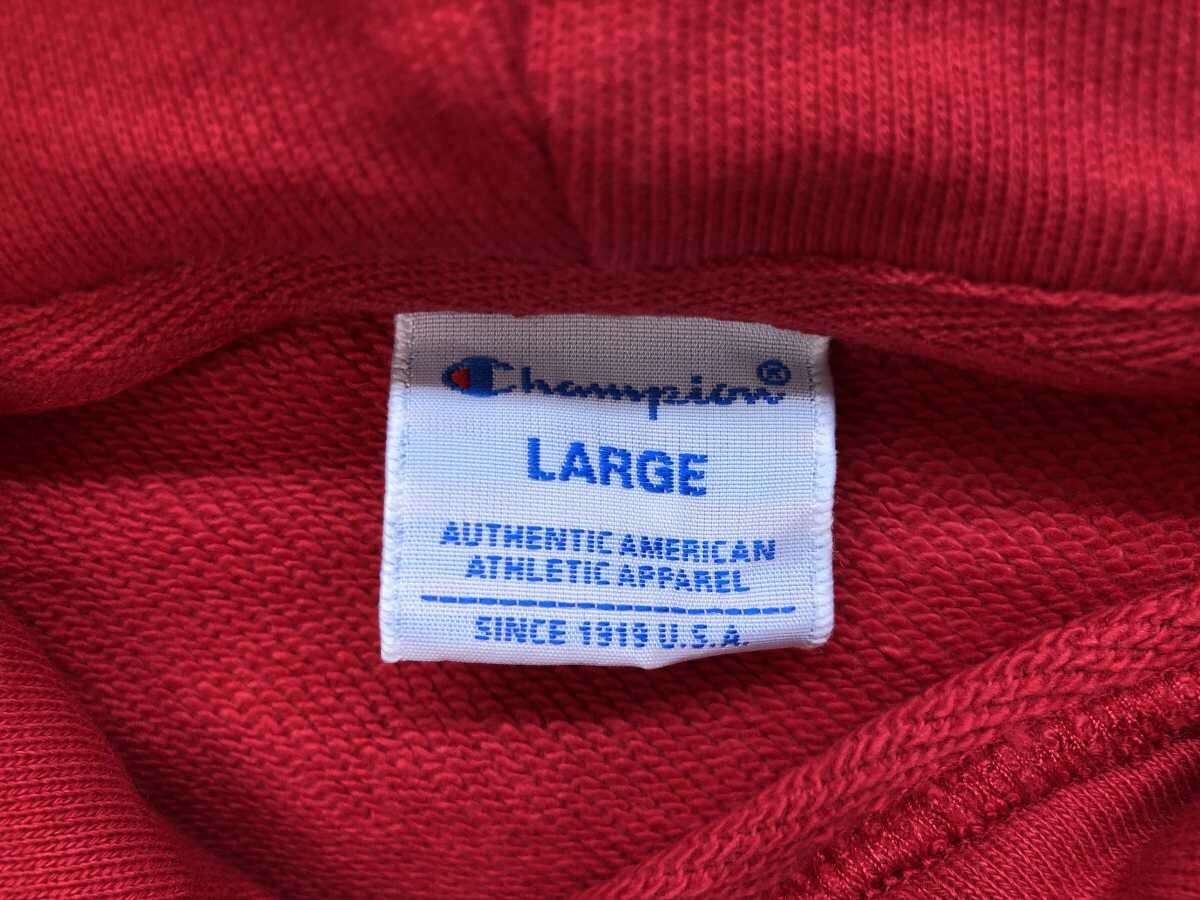 Champion®
LARGE
AUTHENTIC AMERICAN
ATHLETIC APPAREL
SINCE 1919 U.S.A.